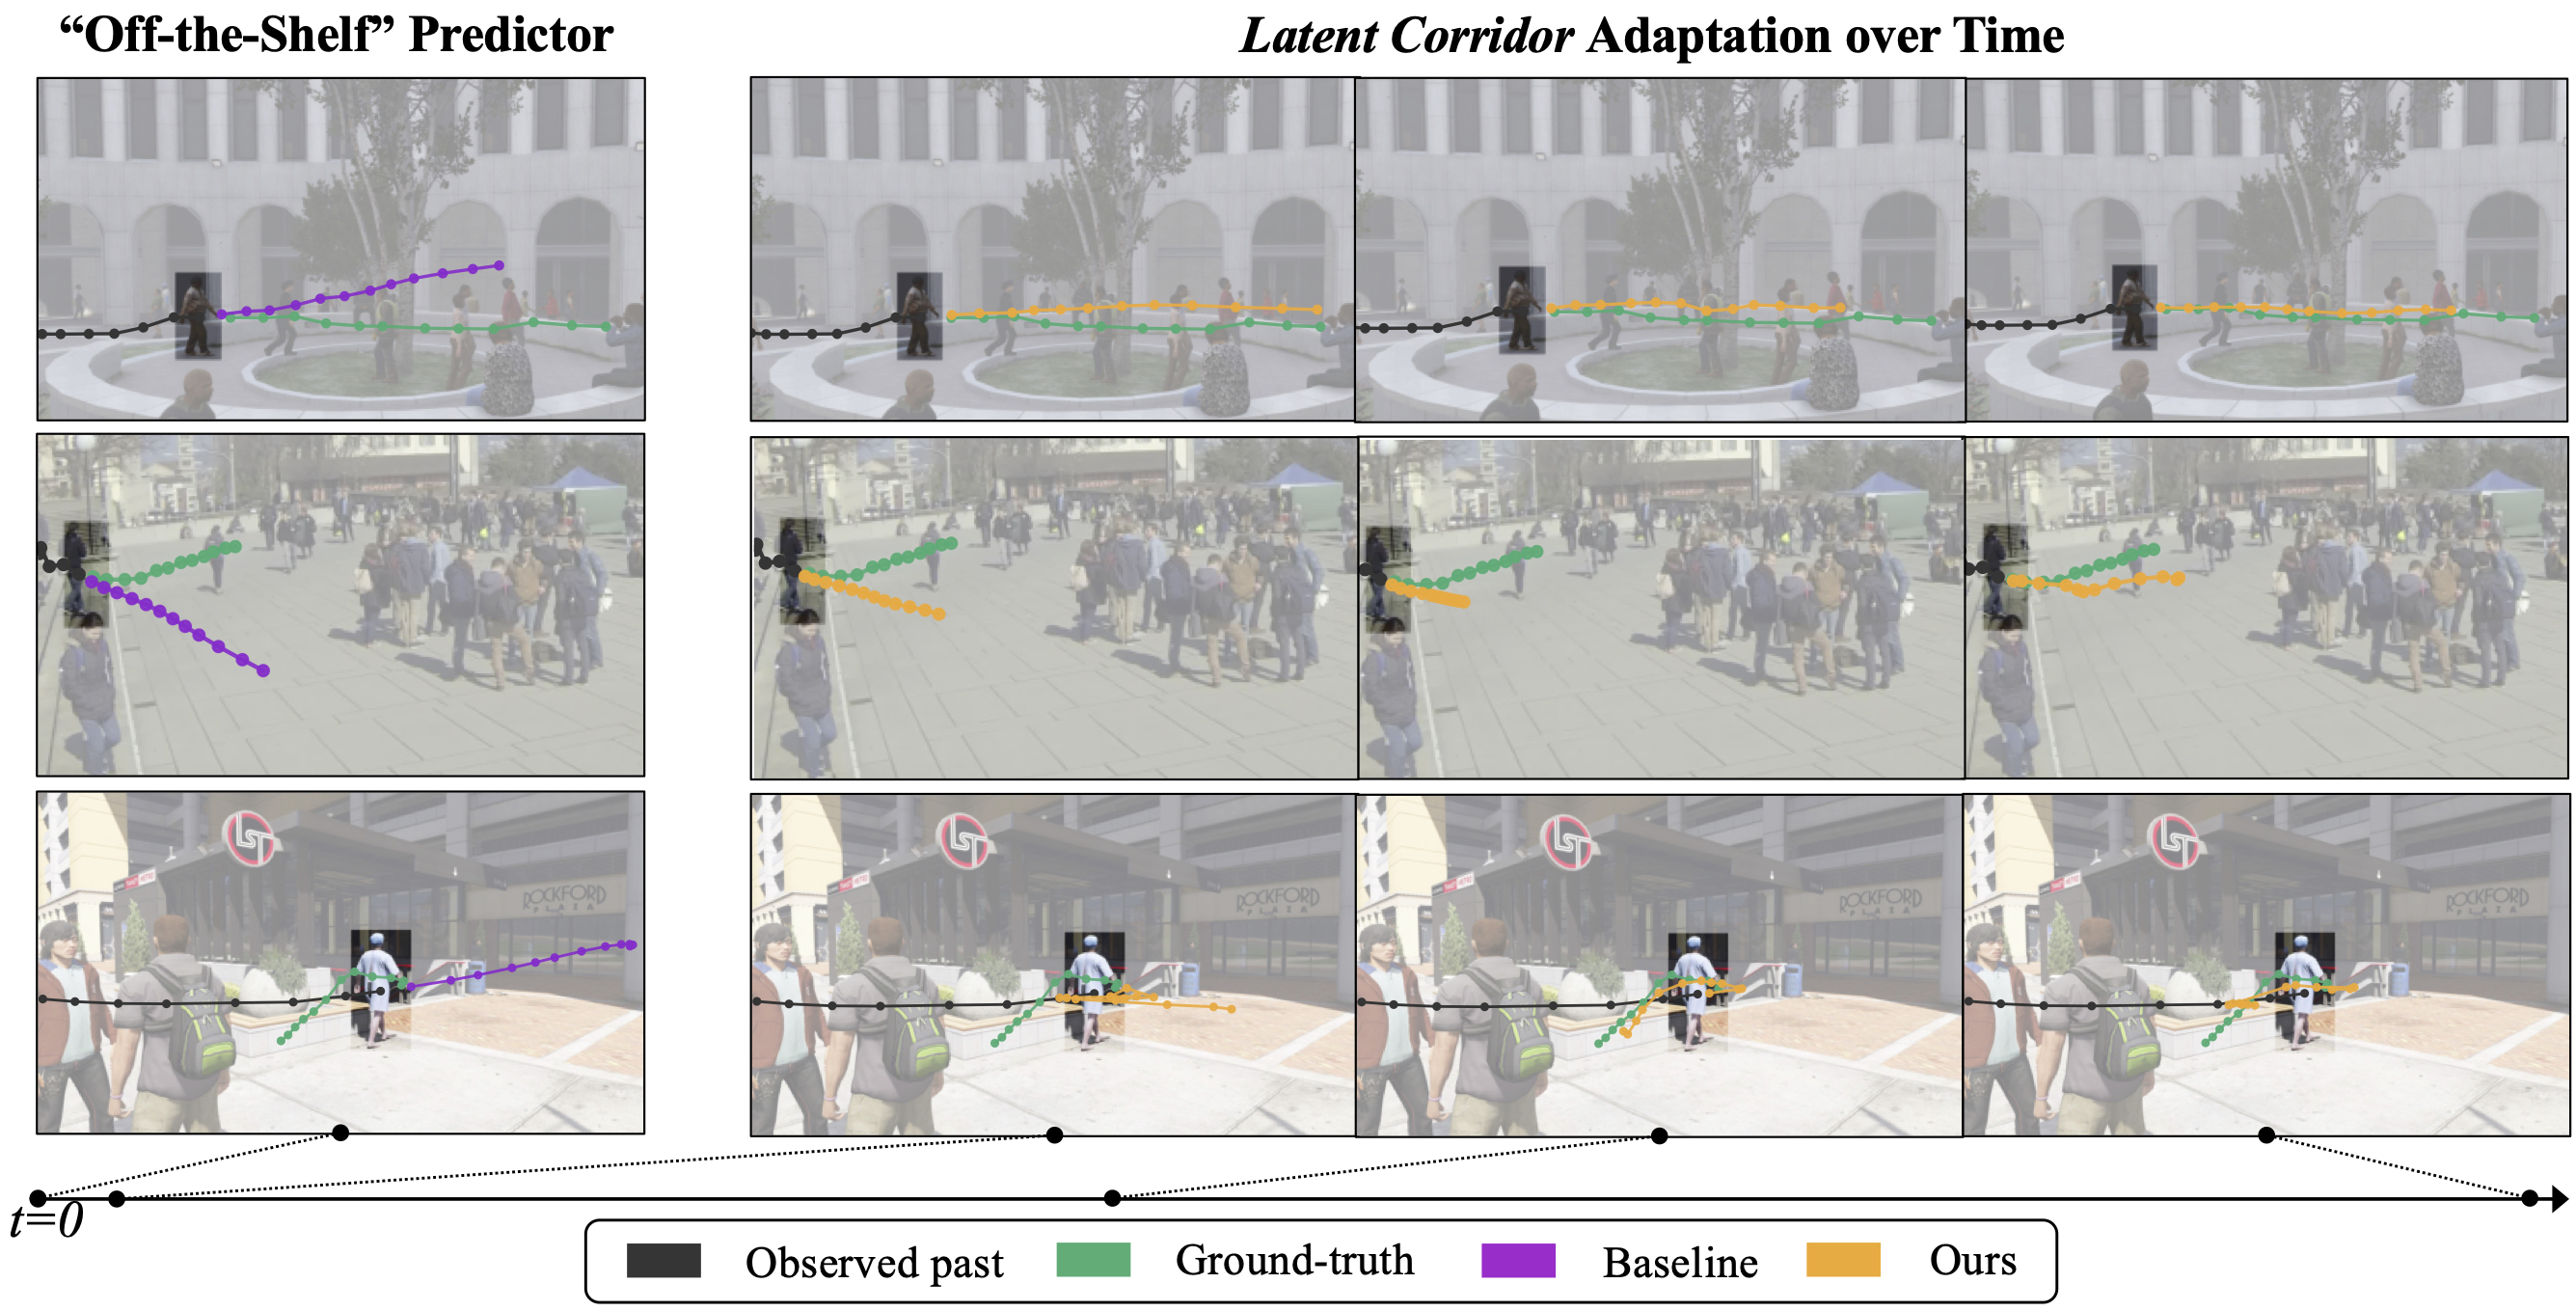 “Off-the-Shelf” Predictor
Latent Corridor Adaptation over Time
ROCKFORD
PLAZA
ROCKFORD
PLAZA
ROCKFORD
PLAZA
ROCKFORD
PLAZA
t=0
Observed past
Ground-truth
Baseline
Ours